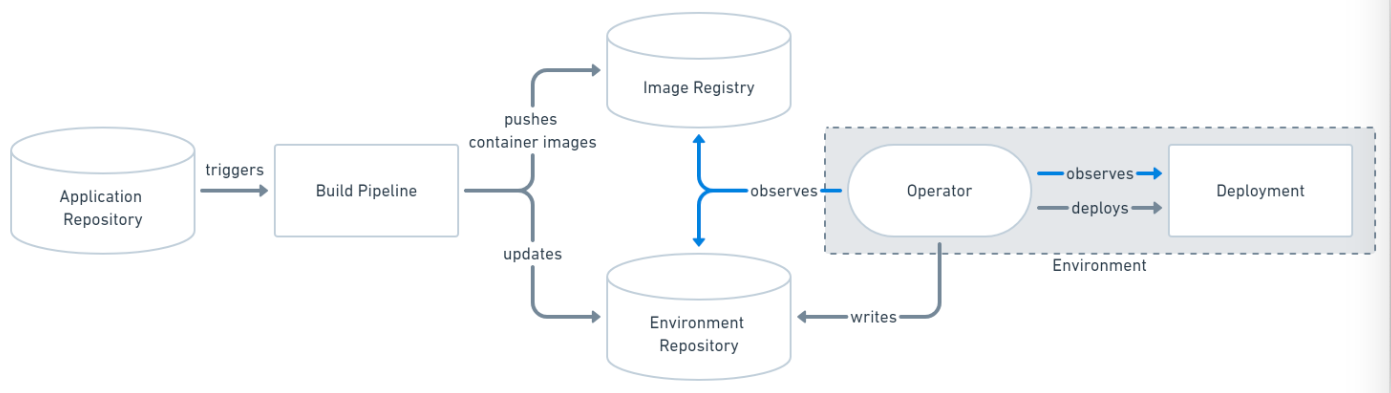 Image Registry
pushes
container images
triggers
Application
Repository
Build Pipeline
observes
Operator
observes
deploys
Deployment
updates
Environment
Environment
Repository
writes